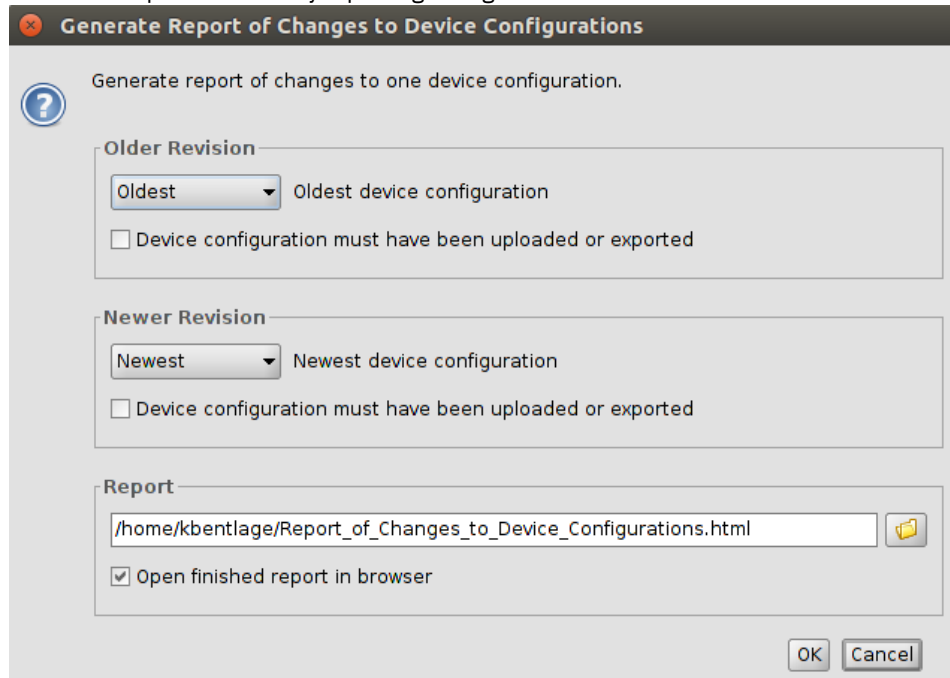 Generate Report of Changes to Device Configurations
Generate report of changes to one device configuration.
Older Revision
Oldest Oldest device configuration
Device configuration must have been uploaded or exported
Newer Revision
Newest Newest device configuration
Device configuration must have been uploaded or exported
Report
/home/kbentlage/Report_of_Changes_to_Device_Configurations.html
Open finished report in browser
OK Cancel